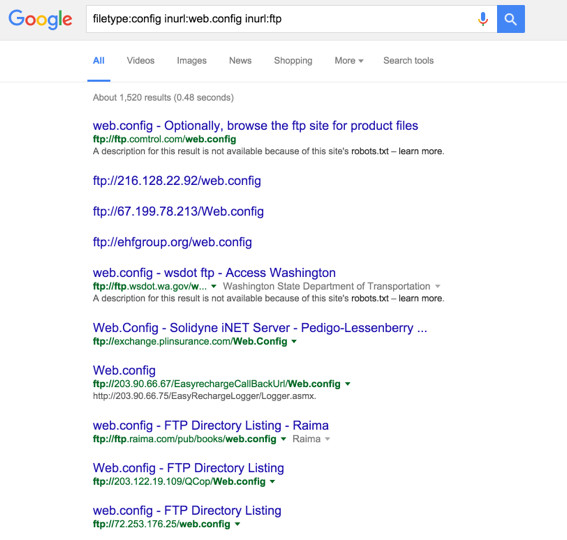 Google filetype:config inurl:web.config inurl:ftp
All Videos Images News Shopping More Search tools
About 1,520 results (0.48 seconds)
web.config - Optionally, browse the ftp site for product files
ftp://ftp.comtrol.com/web.config
A description for this result is not available because of this site's robots.txt – learn more.
ftp://216.128.22.92/web.config
ftp://67.199.78.213/Web.config
ftp://ehfgroup.org/web.config
web.config - wsdot ftp - Access Washington
ftp://ftp.wsdot.wa.gov/w... Washington State Department of Transportation
A description for this result is not available because of this site's robots.txt – learn more.
Web.Config - Solidyne iNET Server - Pedigo-Lessenberry ...
ftp://exchange.plinsurance.com/Web.Config
Web.config
ftp://203.90.66.67/EasyrechargeCallBackUrl/Web.config
http://203.90.66.75/EasyRechargeLogger/Logger.asmx.
web.config - FTP Directory Listing - Raima
ftp://ftp.raima.com/pub/books/web.config Raima
Web.config - FTP Directory Listing
ftp://203.122.19.109/QCop/Web.config
web.config - FTP Directory Listing
ftp://72.253.176.25/web.config